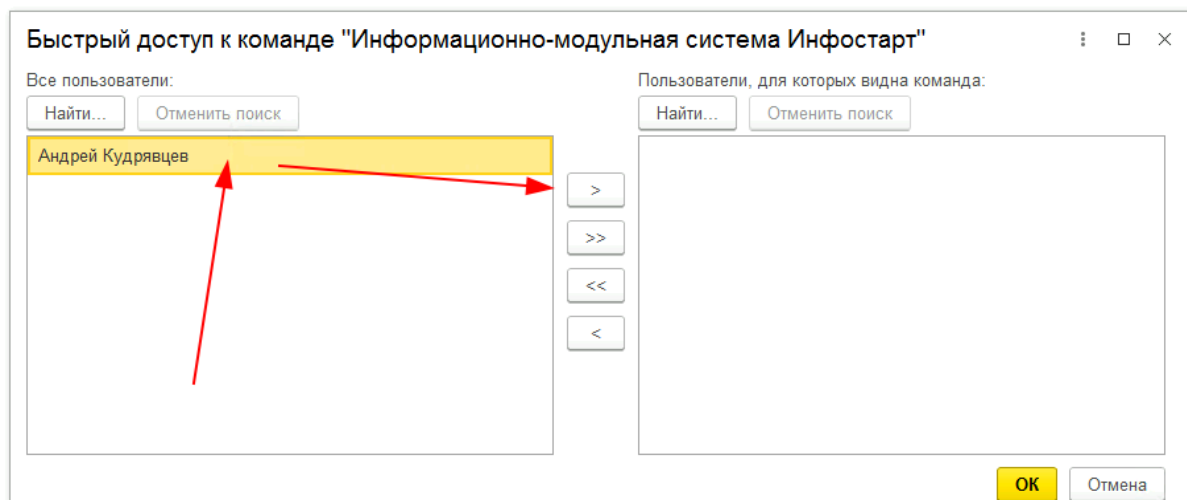 Быстрый доступ к команде "Информационно-модульная система Инфостарт"
Все пользователи:
Найти...
Отменить поиск
Андрей Кудрявцев
>
>>
<<
<
Пользователи, для которых видна команда:
Найти...
Отменить поиск
ОК
Отмена